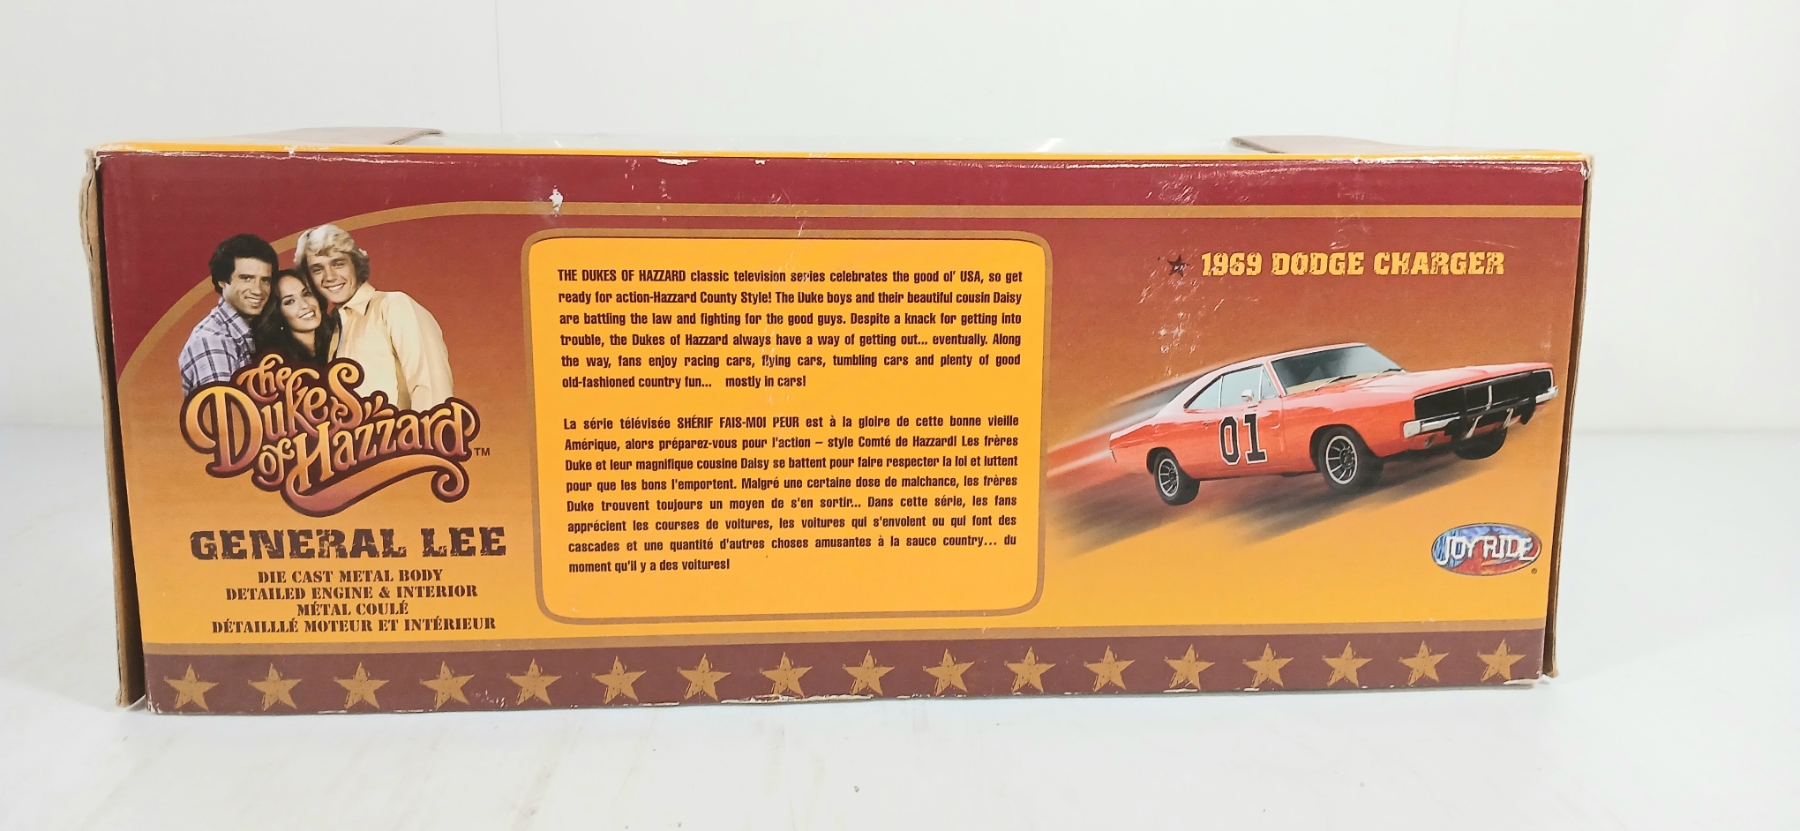 The
Dukes
of Hazzard™
GENERAL LEE
DIE CAST METAL BODY
DETAILED ENGINE & INTERIOR
MÉTAL COULÉ
DÉTAILLLÉ MOTEUR ET INTÉRIEUR
THE DUKES OF HAZZARD classic television series celebrates the good ol' USA, so get
ready for action-Hazzard County Style! The Duke boys and their beautiful cousin Daisy
are battling the law and fighting for the good guys. Despite a knack for getting into
trouble, the Dukes of Hazzard always have a way of getting out... eventually. Along
the way, fans enjoy racing cars, flying cars, tumbling cars and plenty of good
old-fashioned country fun... mostly in cars!
La série télévisée SHÉRIF FAIS-MOI PEUR est à la gloire de cette bonne vieille
Amérique, alors préparez-vous pour l'action – style Comté de Hazzard! Les frères
Duke et leur magnifique cousine Daisy se battent pour faire respecter la loi et luttent
pour que les bons l'emportent. Malgré une certaine dose de malchance, les frères
Duke trouvent toujours un moyen de s'en sortir... Dans cette série, les fans
apprécient les courses de voitures, les voitures qui s'envolent ou qui font des
cascades et une quantité d'autres choses amusantes à la sauce country... du
moment qu'il y a des voitures!
1969 DODGE CHARGER
01
JOY RIDE®